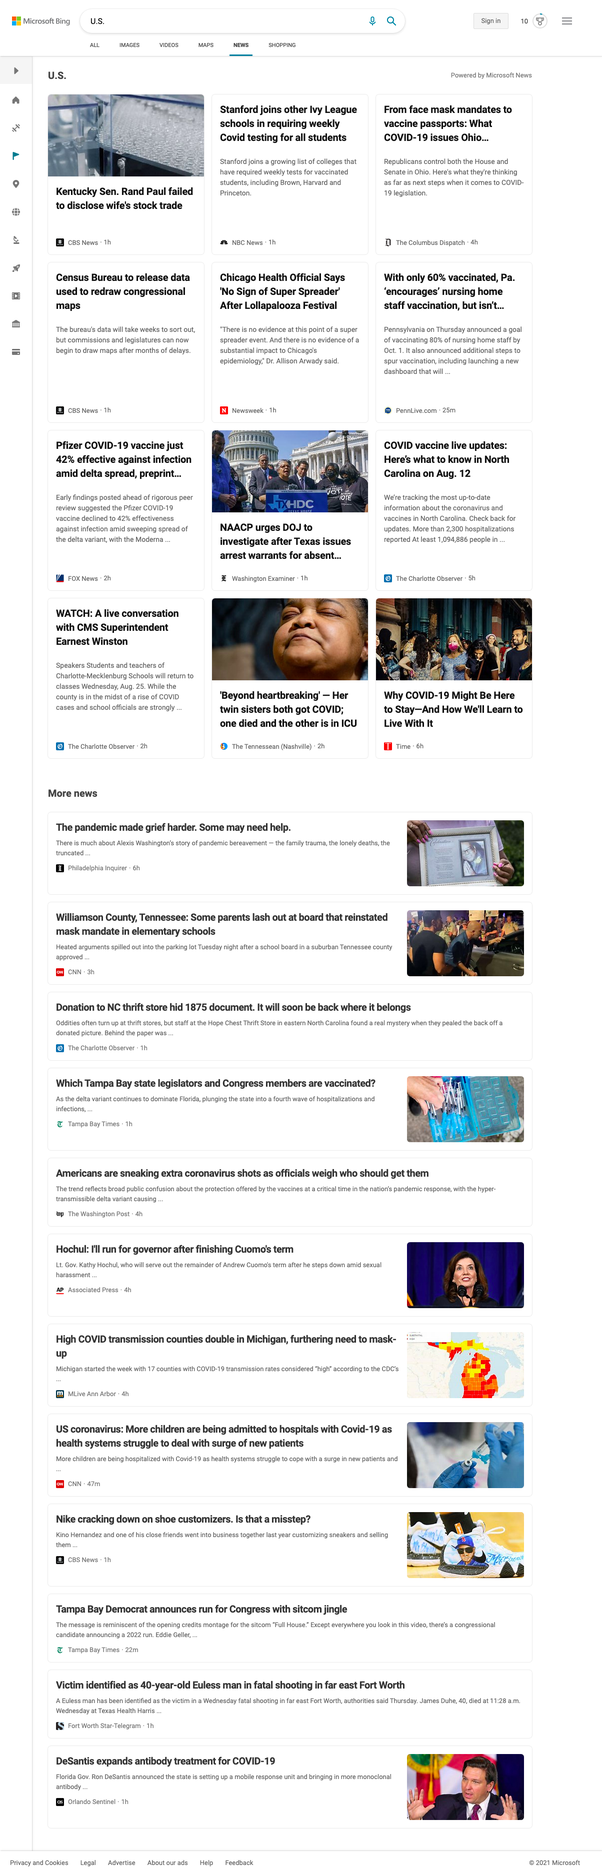 Microsoft Bing
U.S.
Sign in
10
ALL
IMAGES
VIDEOS
MAPS
NEWS
SHOPPING
U.S.
Powered by Microsoft News
Kentucky Sen. Rand Paul failed
to disclose wife's stock trade
CBS News · 1h
Stanford joins other Ivy League
schools in requiring weekly
Covid testing for all students
Stanford joins a growing list of colleges that
have required weekly tests for vaccinated
students, including Brown, Harvard and
Princeton.
NBC News · 1h
From face mask mandates to
vaccine passports: What
COVID-19 issues Ohio...
Republicans control both the House and
Senate in Ohio. Here's what they're thinking
as far as next steps when it comes to COVID-
19 legislation.
The Columbus Dispatch · 4h
Census Bureau to release data
used to redraw congressional
maps
The bureau's data will take weeks to sort out,
but commissions and legislatures can now
begin to draw maps after months of delays.
CBS News · 1h
Chicago Health Official Says
'No Sign of Super Spreader'
After Lollapalooza Festival
"There is no evidence at this point of a super
spreader event. And there is no evidence of a
substantial impact to Chicago's
epidemiology," Dr. Allison Arwady said.
Newsweek · 1h
With only 60% vaccinated, Pa.
'encourages' nursing home
staff vaccination, but isn't...
Pennsylvania on Thursday announced a goal
of vaccinating 80% of nursing home staff by
Oct. 1. It also announced additional steps to
spur vaccination, including launching a new
dashboard that will ...
PennLive.com · 25m
Pfizer COVID-19 vaccine just
42% effective against infection
amid delta spread, preprint...
Early findings posted ahead of rigorous peer
review suggested the Pfizer COVID-19
vaccine declined to 42% effectiveness
against infection amid sweeping spread of
the delta variant, with the Moderna ...
FOX News · 2h
NAACP urges DOJ to
investigate after Texas issues
arrest warrants for absent...
Washington Examiner · 1h
COVID vaccine live updates:
Here's what to know in North
Carolina on Aug. 12
We're tracking the most up-to-date
information about the coronavirus and
vaccines in North Carolina. Check back for
updates. More than 2,300 hospitalizations
reported At least 1,094,886 people in ...
The Charlotte Observer · 5h
WATCH: A live conversation
with CMS Superintendent
Earnest Winston
Speakers Students and teachers of
Charlotte-Mecklenburg Schools will return to
classes Wednesday, Aug. 25. While the
county is in the midst of a rise of COVID
cases and school officials are strongly ...
The Charlotte Observer · 2h
'Beyond heartbreaking' — Her
twin sisters both got COVID;
one died and the other is in ICU
The Tennessean (Nashville) · 2h
Why COVID-19 Might Be Here
to Stay—And How We'll Learn to
Live With It
Time · 6h
More news
The pandemic made grief harder. Some may need help.
There is much about Alexis Washington's story of pandemic bereavement — the family trauma, the lonely deaths, the
truncated ...
Philadelphia Inquirer · 6h
Williamson County, Tennessee: Some parents lash out at board that reinstated
mask mandate in elementary schools
Heated arguments spilled out into the parking lot Tuesday night after a school board in a suburban Tennessee county
approved ...
CNN · 3h
Donation to NC thrift store hid 1875 document. It will soon be back where it belongs
Oddities often turn up at thrift stores, but staff at the Hope Chest Thrift Store in eastern North Carolina found a real mystery when they pealed the back off a
donated picture. Behind the paper was ...
The Charlotte Observer · 1h
Which Tampa Bay state legislators and Congress members are vaccinated?
As the delta variant continues to dominate Florida, plunging the state into a fourth wave of hospitalizations and
infections, ...
Tampa Bay Times · 1h
Americans are sneaking extra coronavirus shots as officials weigh who should get them
The trend reflects broad public confusion about the protection offered by the vaccines at a critical time in the nation's pandemic response, with the hyper-
transmissible delta variant causing ...
The Washington Post · 4h
Hochul: I'll run for governor after finishing Cuomo's term
Lt. Gov. Kathy Hochul, who will serve out the remainder of Andrew Cuomo's term after he steps down amid sexual
harassment ...
Associated Press · 4h
High COVID transmission counties double in Michigan, furthering need to mask-
up
Michigan started the week with 17 counties with COVID-19 transmission rates considered "high" according to the CDC's
...
MLive Ann Arbor · 4h
US coronavirus: More children are being admitted to hospitals with Covid-19 as
health systems struggle to deal with surge of new patients
More children are being hospitalized with Covid-19 as health systems struggle to cope with a surge in new patients and
...
CNN · 47m
Nike cracking down on shoe customizers. Is that a misstep?
Kino Hernandez and one of his close friends went into business together last year customizing sneakers and selling
them ...
CBS News · 1h
Tampa Bay Democrat announces run for Congress with sitcom jingle
The message is reminiscent of the opening credits montage for the sitcom "Full House." Except everywhere you look in this video, there's a congressional
candidate announcing a 2022 run. Eddie Geller, ...
Tampa Bay Times · 22m
Victim identified as 40-year-old Euless man in fatal shooting in far east Fort Worth
A Euless man has been identified as the victim in a Wednesday fatal shooting in far east Fort Worth, authorities said Thursday. James Duhe, 40, died at 11:28 a.m.
Wednesday at Texas Health Harris ...
Fort Worth Star-Telegram · 1h
DeSantis expands antibody treatment for COVID-19
Florida Gov. Ron DeSantis announced the state is setting up a mobile response unit and bringing in more monoclonal
antibody ...
Orlando Sentinel · 1h
Privacy and Cookies
Legal
Advertise
About our ads
Help
Feedback
© 2021 Microsoft